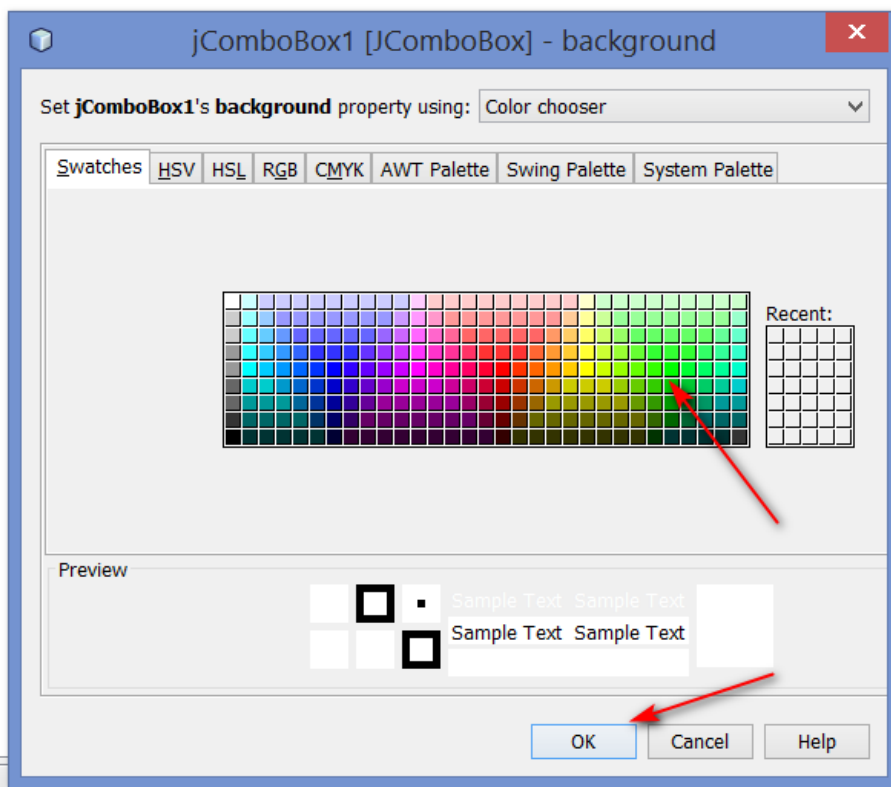 jComboBox1 [JComboBox] - background
Set jComboBox1's background property using: Color chooser
Swatches HSV HSL RGB CMYK AWT Palette Swing Palette System Palette
Recent:
Preview
Sample Text Sample Text
Sample Text Sample Text
OK Cancel Help